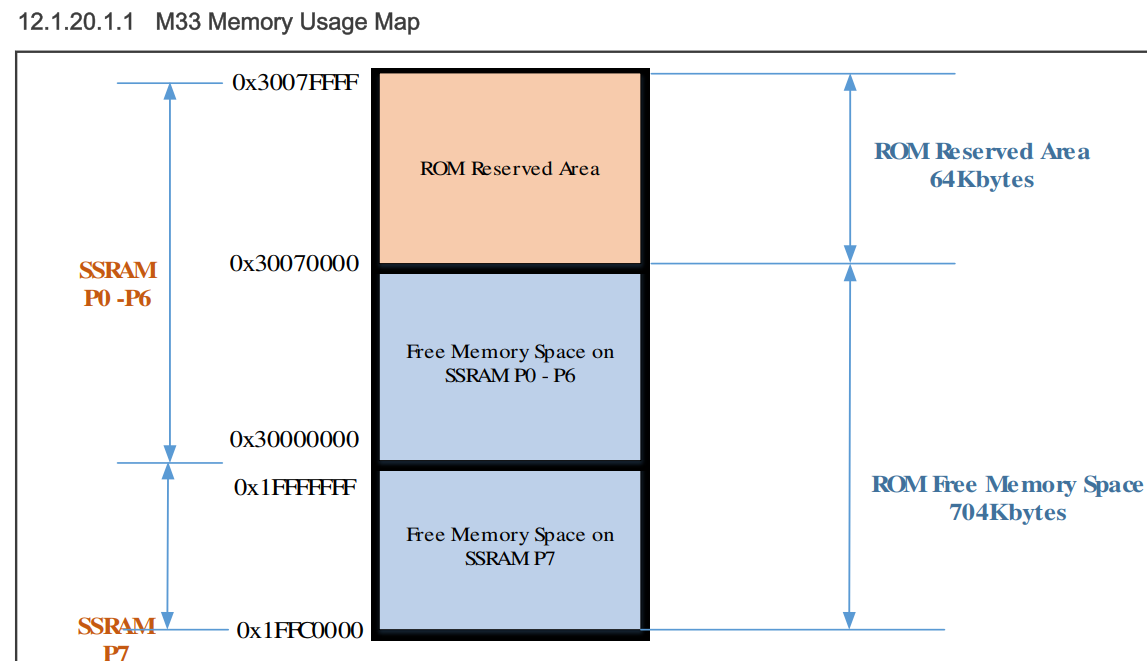 12.1.20.1.1 M33 Memory Usage Map
0x3007FFFF
ROM Reserved Area
ROM Reserved Area
64Kbytes
0x30070000
SSRAM
P0 -P6
Free Memory Space on
SSRAM P0 - P6
0x30000000
0x1FFFFFFF
ROM Free Memory Space
704Kbytes
Free Memory Space on
SSRAM P7
SSRAM
P7
0x1FFC0000